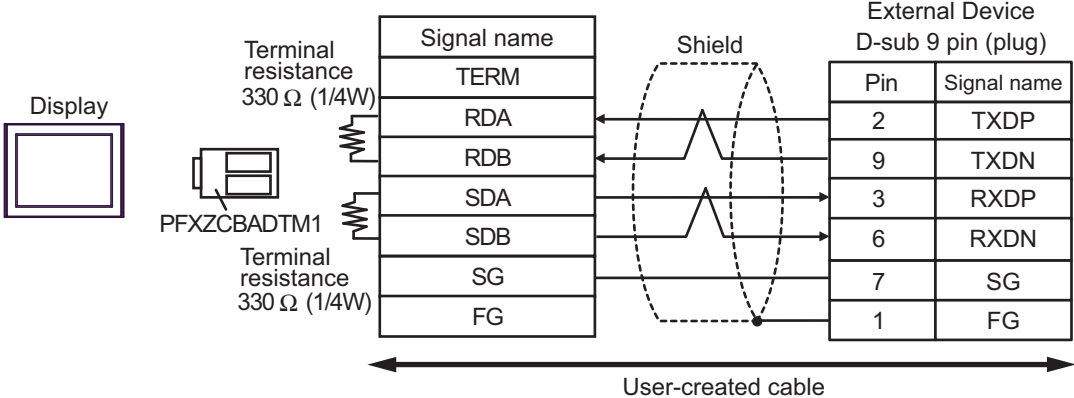 Display
PFXZCBADTM1
Terminal
resistance
330 Ω (1/4W)
Terminal
resistance
330 Ω (1/4W)
Signal name
TERM
RDA
RDB
SDA
SDB
SG
FG
Shield
External Device
D-sub 9 pin (plug)
Pin Signal name
2 TXDP
9 TXDN
3 RXDP
6 RXDN
7 SG
1 FG
User-created cable